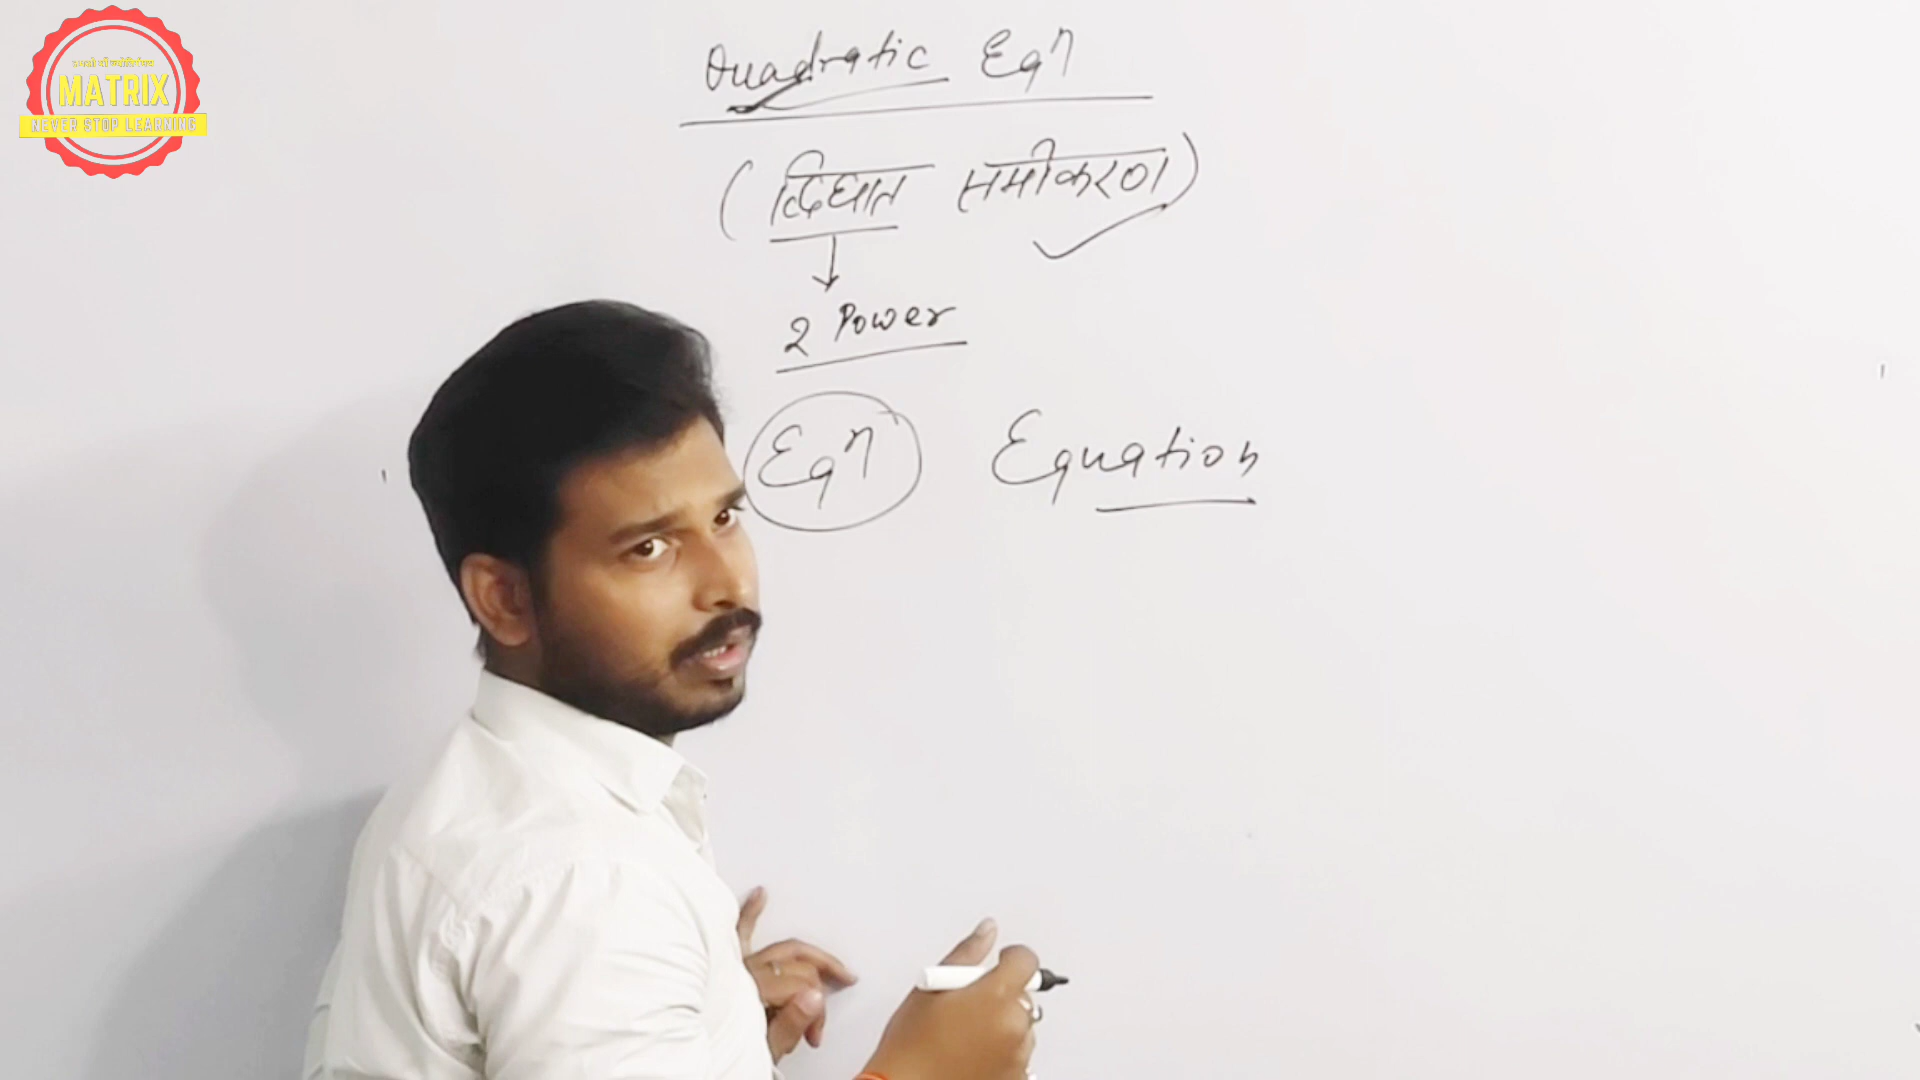 MATRIX
NEVER STOP LEARNING
Quadratic Eqn
(द्विघात समीकरण)
2 Power
Eqn Equation